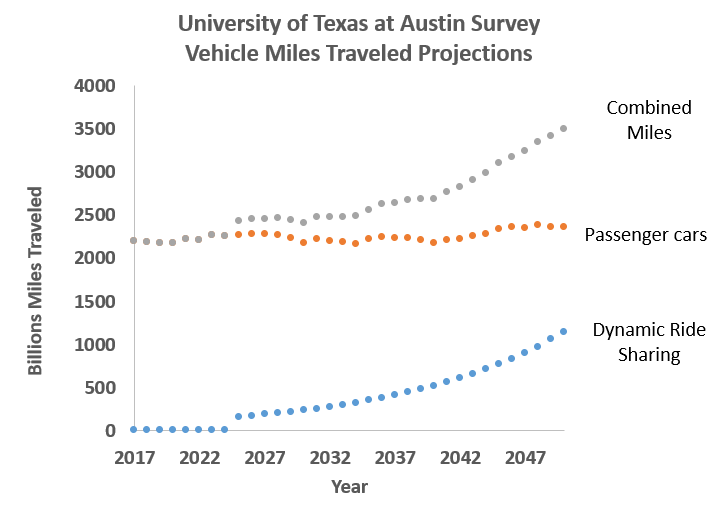 University of Texas at Austin Survey
Vehicle Miles Traveled Projections
4000
3500
3000
2500
2000
1500
1000
500
0
Billions Miles Traveled
Combined
Miles
Passenger cars
Dynamic Ride
Sharing
2017 2022 2027 2032 2037 2042 2047
Year